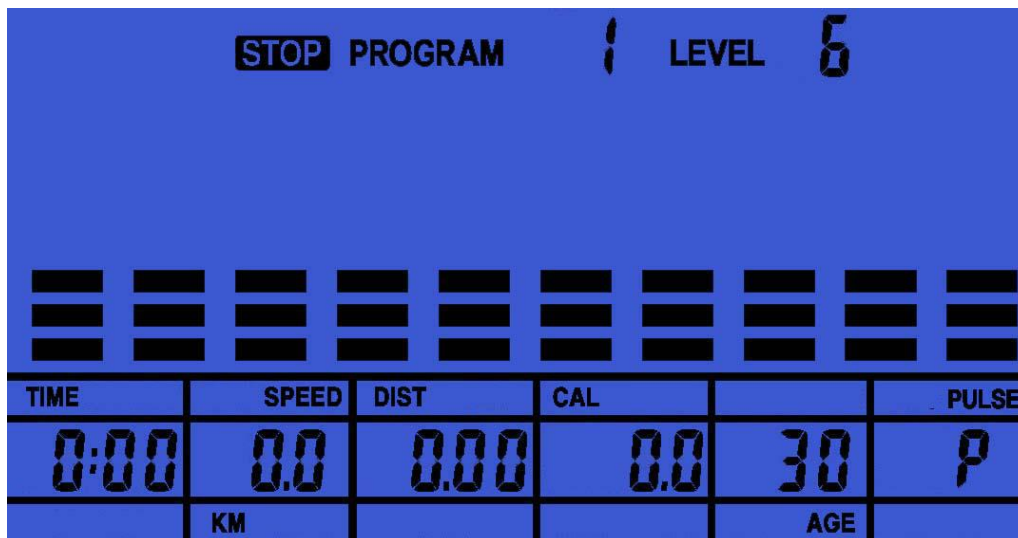 STOP PROGRAM 1 LEVEL 6
TIME SPEED DIST CAL PULSE
0:00 0.0 0.00 0.0 30 P
KM AGE